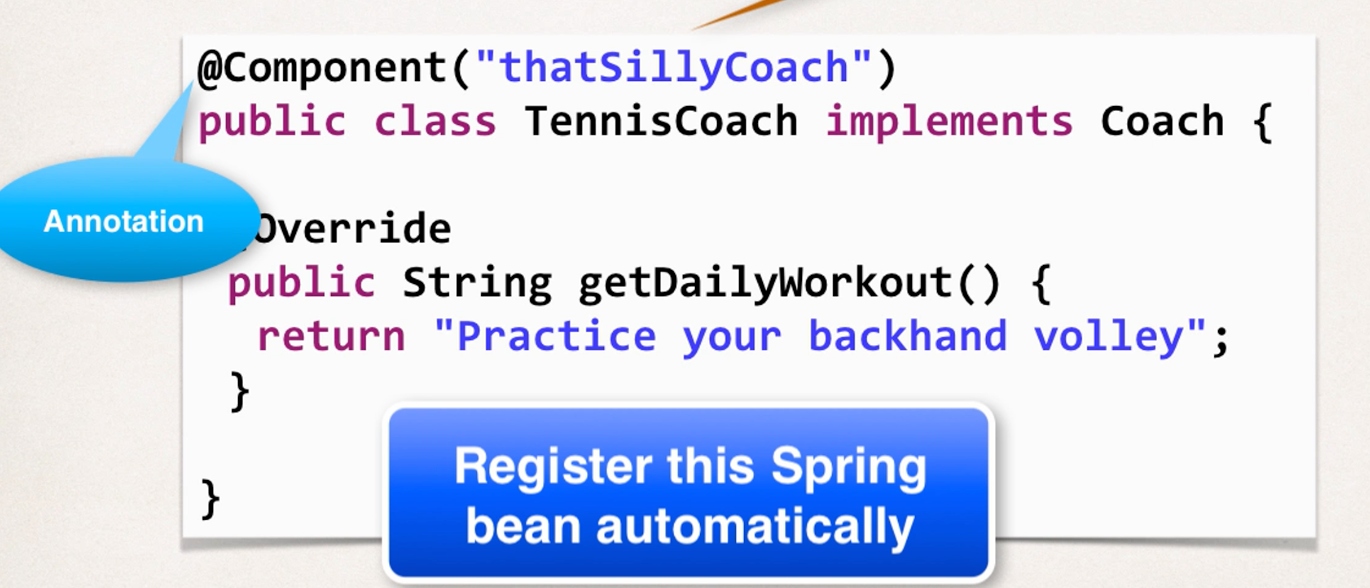 @Component("thatSillyCoach")
public class TennisCoach implements Coach {
Annotation
Override
public String getDailyWorkout() {
return "Practice your backhand volley";
}
Register this Spring
bean automatically
}